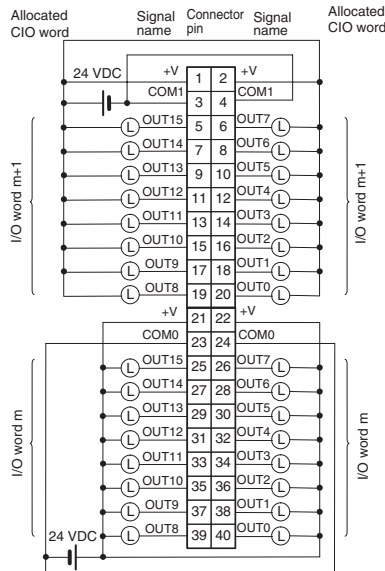 Allocated CIO word
Signal name
Connector pin
Signal name
Allocated CIO word
24 VDC +V 1 2 +V
COM1 3 4 COM1
L OUT15 5 6 OUT7 L
L OUT14 7 8 OUT6 L
L OUT13 9 10 OUT5 L
L OUT12 11 12 OUT4 L
L OUT11 13 14 OUT3 L
L OUT10 15 16 OUT2 L
L OUT9 17 18 OUT1 L
L OUT8 19 20 OUT0 L
I/O word m+1
I/O word m+1
+V 21 22 +V
COM0 23 24 COM0
L OUT15 25 26 OUT7 L
L OUT14 27 28 OUT6 L
L OUT13 29 30 OUT5 L
L OUT12 31 32 OUT4 L
L OUT11 33 34 OUT3 L
L OUT10 35 36 OUT2 L
L OUT9 37 38 OUT1 L
24 VDC L OUT8 39 40 OUT0 L
I/O word m
I/O word m